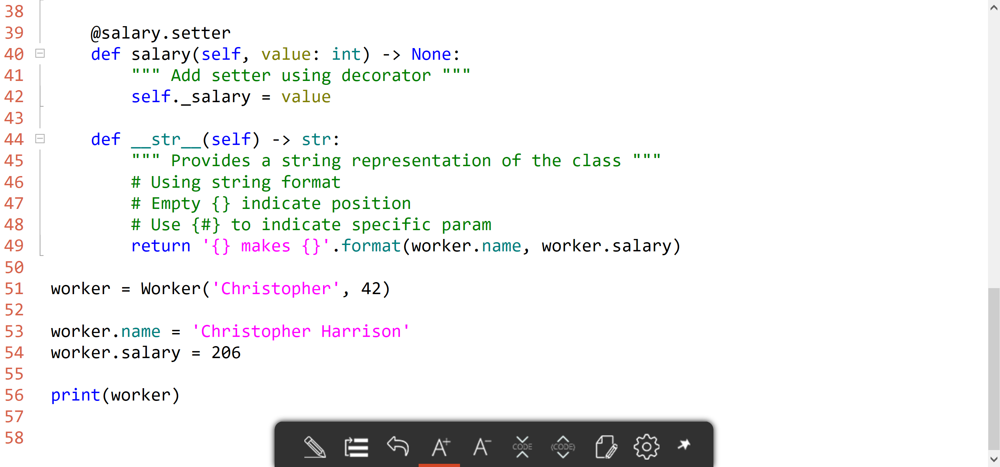 38
39 @salary.setter
40 def salary(self, value: int) -> None:
41 """ Add setter using decorator """
42 self._salary = value
43
44 def __str__(self) -> str:
45 """ Provides a string representation of the class """
46 # Using string format
47 # Empty {} indicate position
48 # Use {#} to indicate specific param
49 return '{} makes {}'.format(worker.name, worker.salary)
50
51 worker = Worker('Christopher', 42)
52
53 worker.name = 'Christopher Harrison'
54 worker.salary = 206
55
56 print(worker)
57
58
A+ A- CODE (CODE)